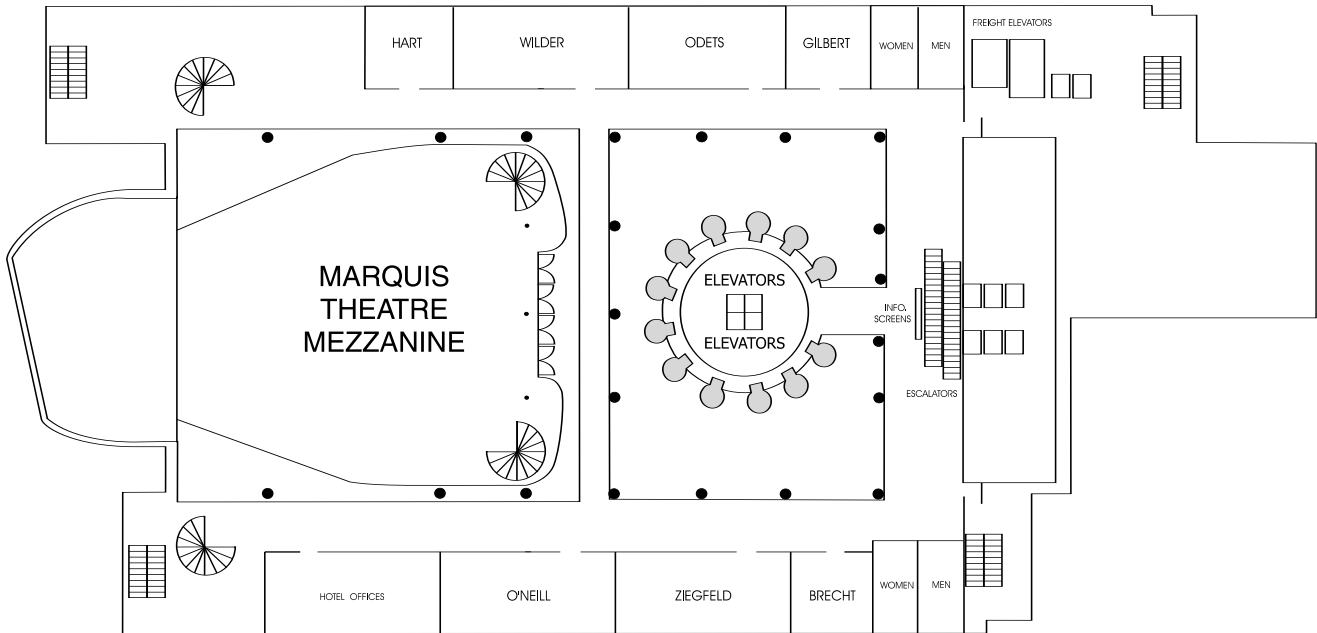 FREIGHT ELEVATORS
HART
WILDER
ODETS
GILBERT
WOMEN
MEN
MARQUIS
THEATRE
MEZZANINE
ELEVATORS
ELEVATORS
INFO.
SCREENS
ESCALATORS
HOTEL OFFICES
O'NEILL
ZIEGFELD
BRECHT
WOMEN
MEN